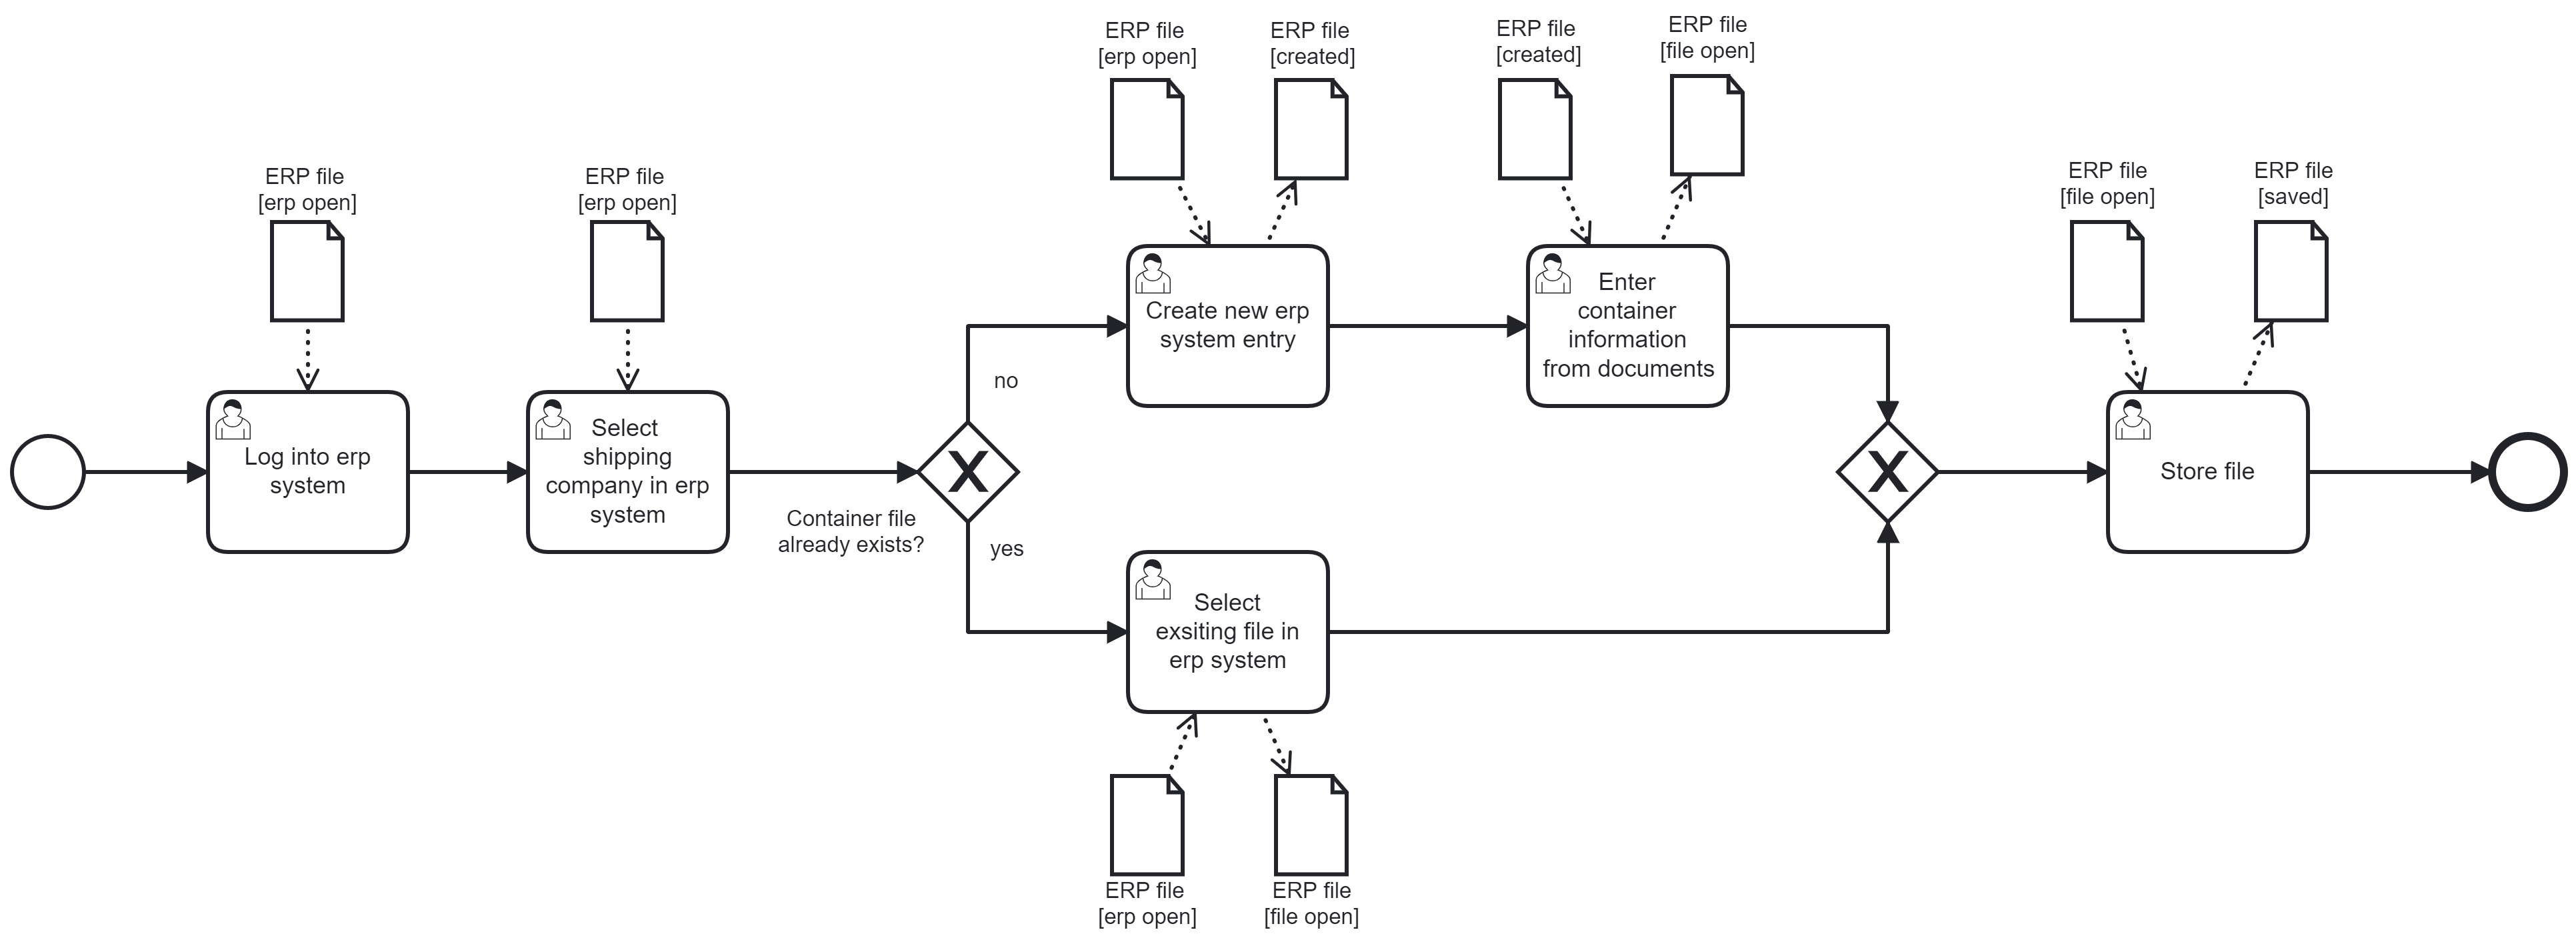 ERP file
[erp open]
ERP file
[created]
ERP file
[created]
ERP file
[file open]
ERP file
[erp open]
ERP file
[erp open]
ERP file
[file open]
ERP file
[saved]
Log into erp
system
Select
shipping
company in erp
system
Container file
already exists?
no
yes
Create new erp
system entry
Enter
container
information
from documents
Select
exsiting file in
erp system
Store file
ERP file
[erp open]
ERP file
[file open]